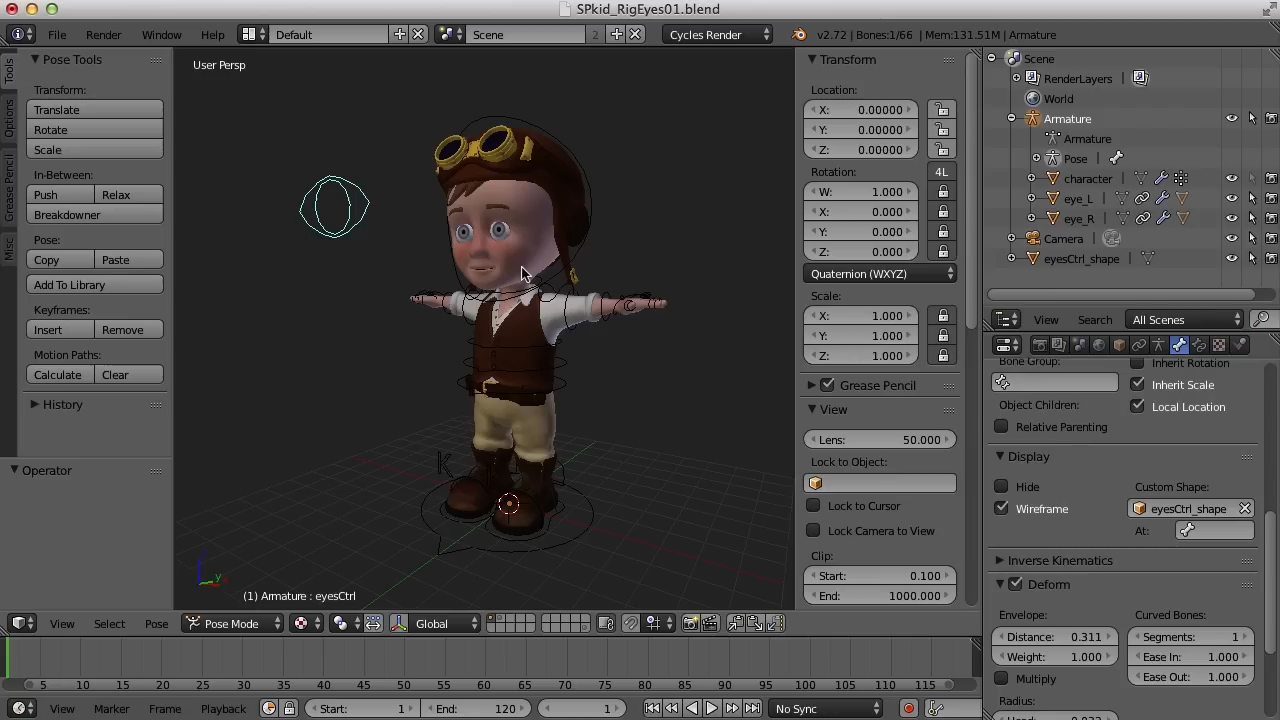 SPkid_RigEyes01.blend
File Render Window Help Default Scene 2 Cycles Render v2.72 | Bones:1/66 | Mem:131.51M | Armature
Tools
Options
Grease Pencil
Misc
Pose Tools
Transform:
Translate
Rotate
Scale
In-Between:
Push Relax
Breakdowner
Pose:
Copy Paste
Add To Library
Keyframes:
Insert Remove
Motion Paths:
Calculate Clear
History
Operator
User Persp
K
z
y
(1) Armature : eyesCtrl
Transform
Location:
X: 0.00000
Y: 0.00000
Z: 0.00000
Rotation: 4L
W: 1.000
X: 0.000
Y: 0.000
Z: 0.000
Quaternion (WXYZ)
Scale:
X: 1.000
Y: 1.000
Z: 1.000
Grease Pencil
View
Lens: 50.000
Lock to Object:
Lock to Cursor
Lock Camera to View
Clip:
Start: 0.100
End: 1000.000
Scene
RenderLayers |
World
Armature
Armature
Pose |
character |
eye_L |
eye_R |
Camera |
eyesCtrl_shape |
View Search All Scenes
Bone Group: Inherit Rotation
Inherit Scale
Object Children: Local Location
Relative Parenting
Display
Hide Custom Shape:
Wireframe eyesCtrl_shape
At:
Inverse Kinematics
Deform
Envelope: Curved Bones:
Distance: 0.311 Segments: 1
Weight: 1.000 Ease In: 1.000
Multiply Ease Out: 1.000
Radius:
View Select Pose Pose Mode Global
5 10 15 20 25 30 35 40 45 50 55 60 65 70 75 80 85 90 95 100 105 110 115
View Marker Frame Playback Start: 1 End: 120 1 No Sync